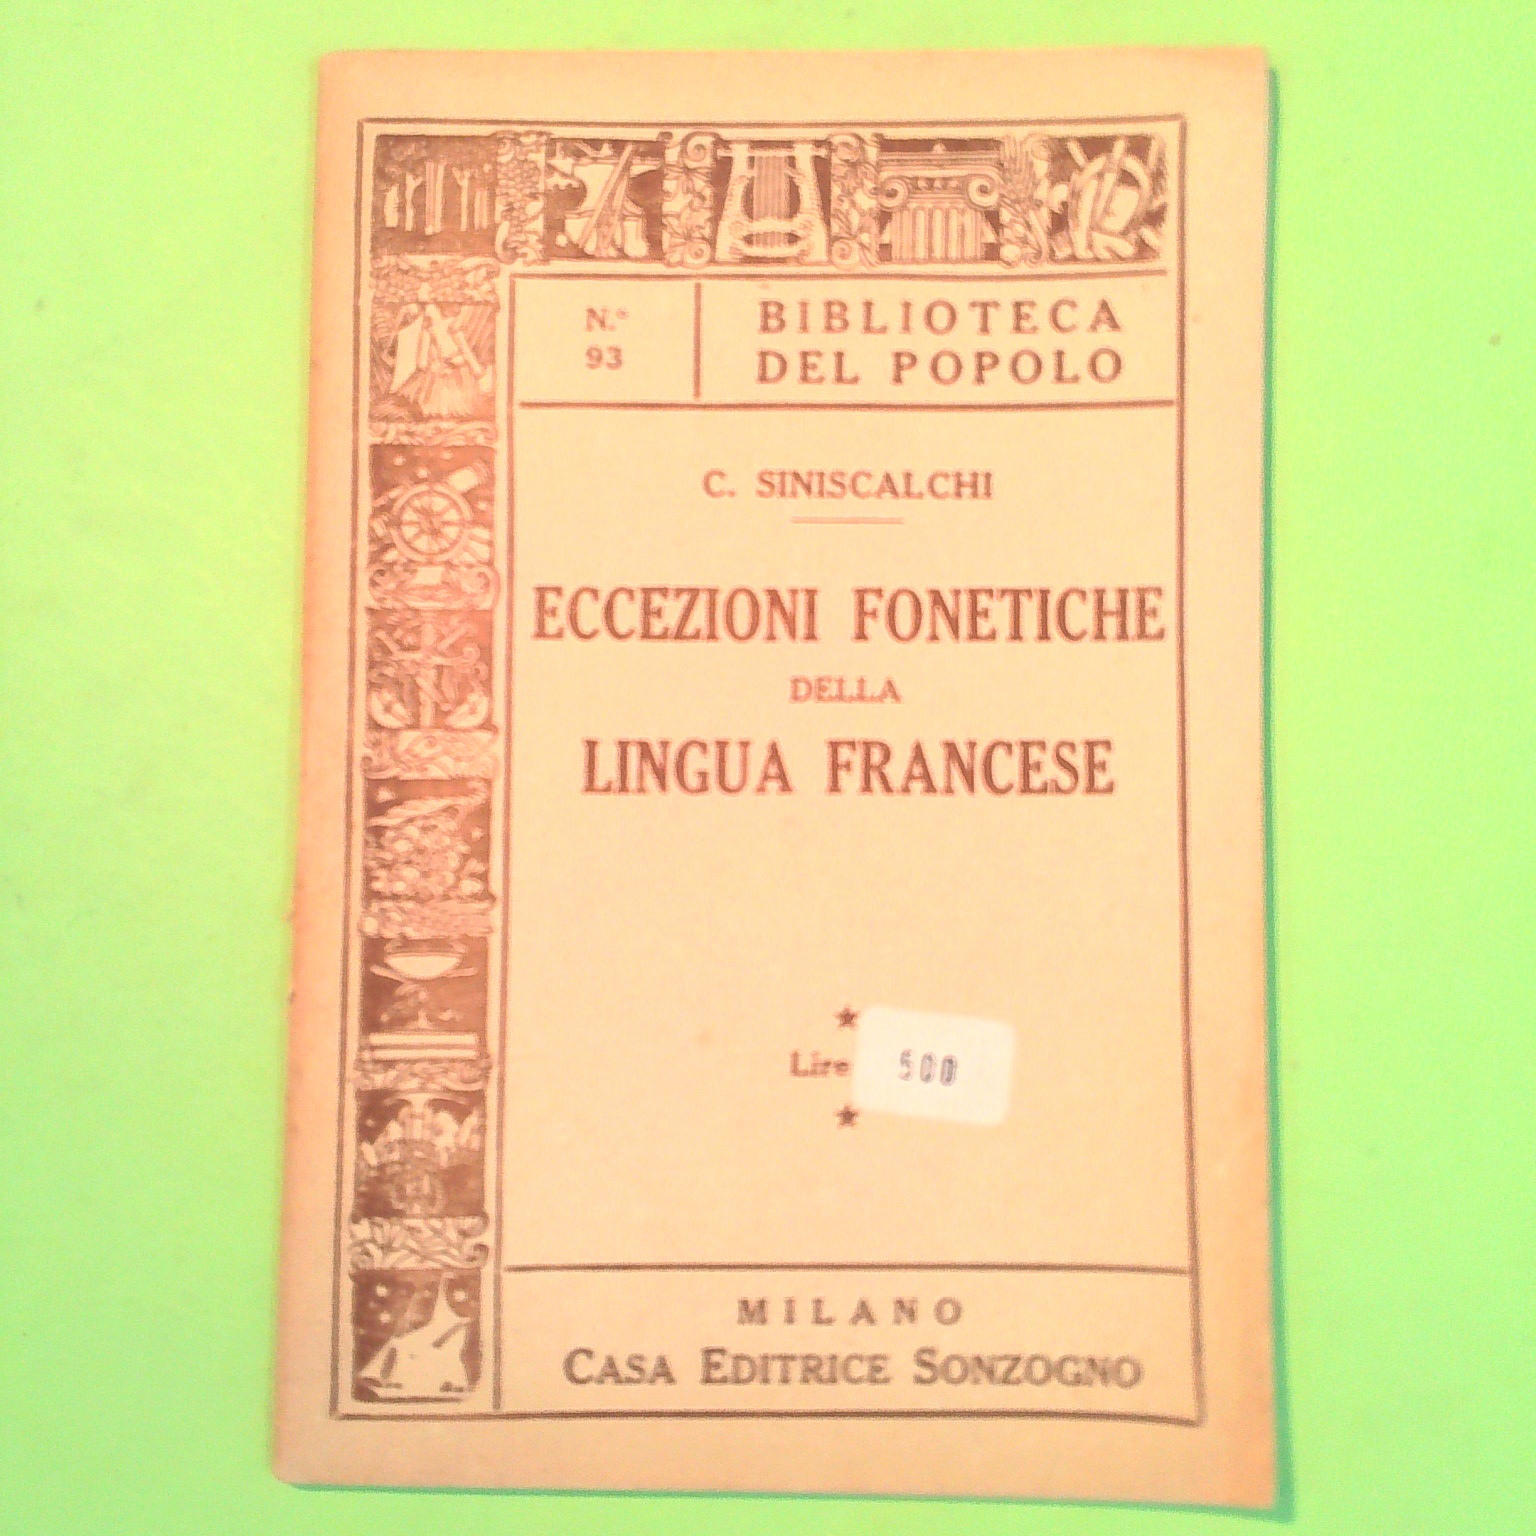 N.º
93
BIBLIOTECA
DEL POPOLO
C. SINISCALCHI
ECCEZIONI FONETICHE
DELLA
LINGUA FRANCESE
Lire 500
MILANO
CASA EDITRICE SONZOGNO